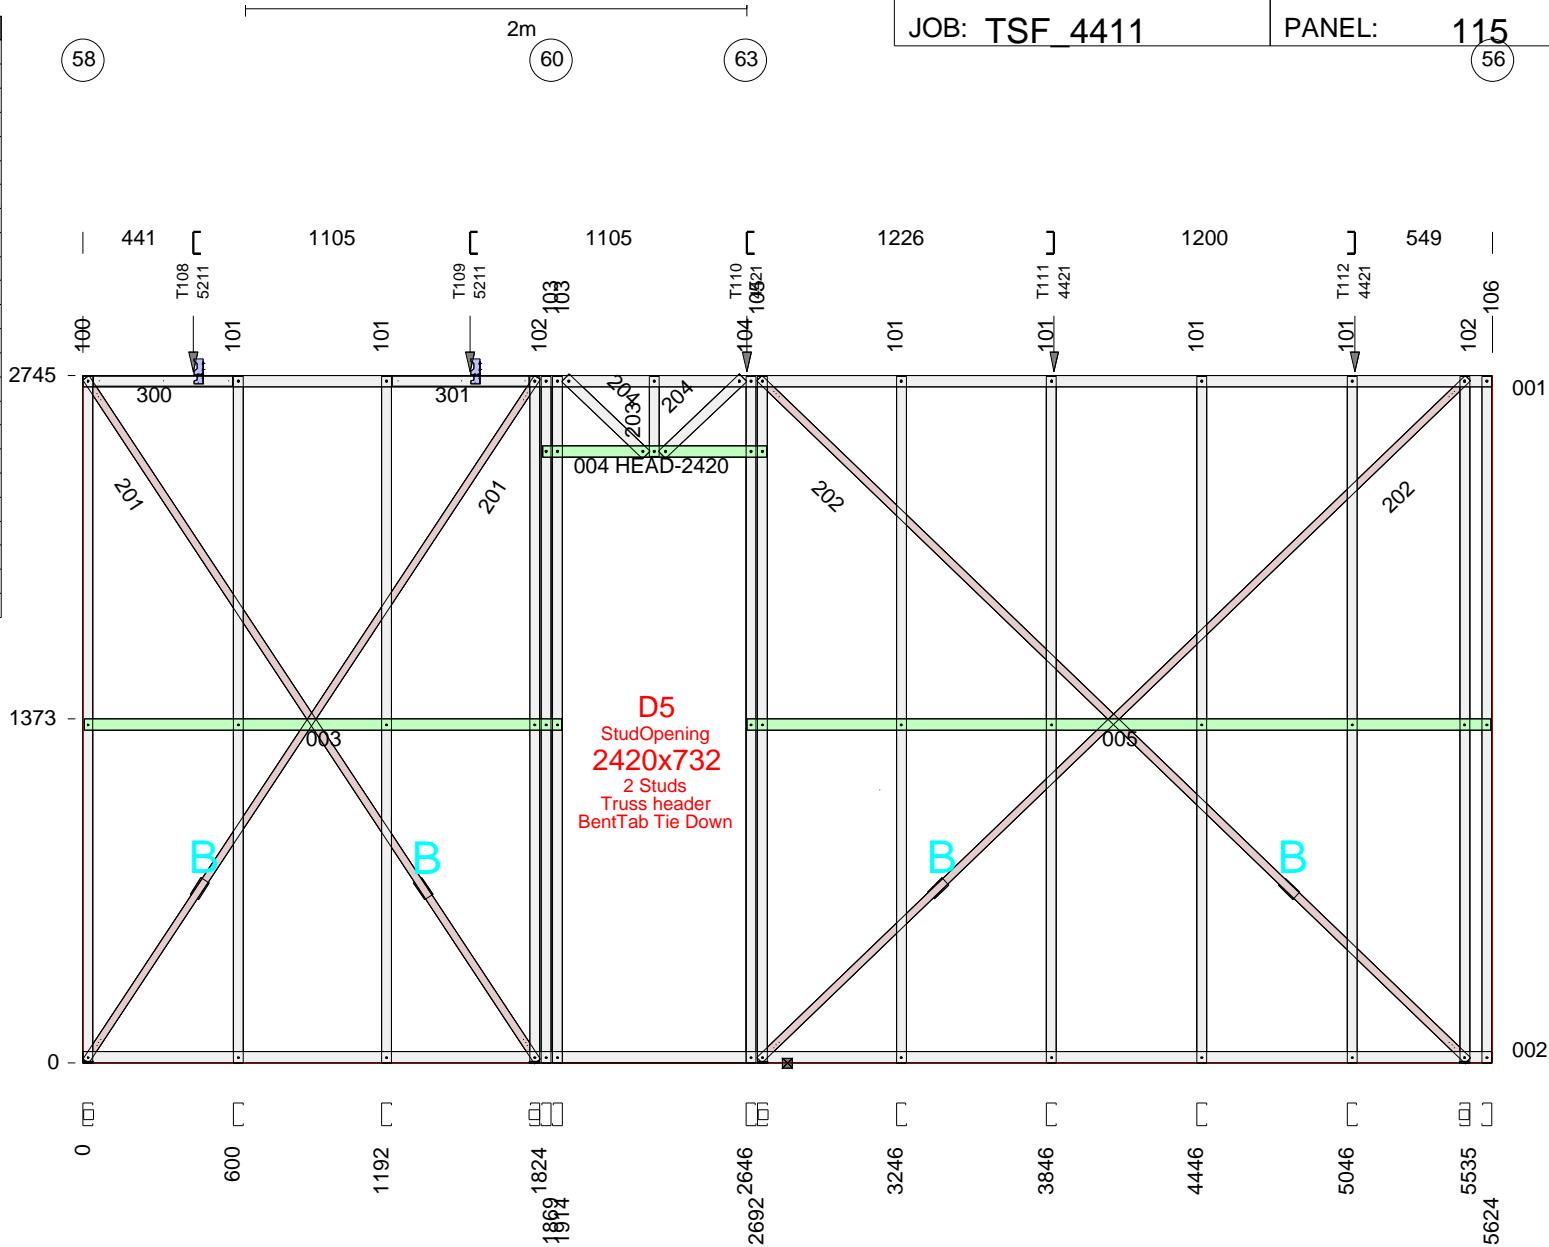 2m
JOB: TSF_4411 PANEL: 115
58 60 63 56
441 1105 1105 1226 1200 549
T108 5211 T109 5211 T110 4421 T111 4421 T112 4421
100 101 101 102 103 103 104 105 101 101 101 101 102 106
2745
300 301 204 203 204 001
004 HEAD-2420
201 201 202 202
1373
003 005
D5
StudOpening
2420x732
2 Studs
Truss header
BentTab Tie Down
B B B B
0 002
0 600 1192 1824 1869 1914 2646 2692 3246 3846 4446 5046 5535 5624